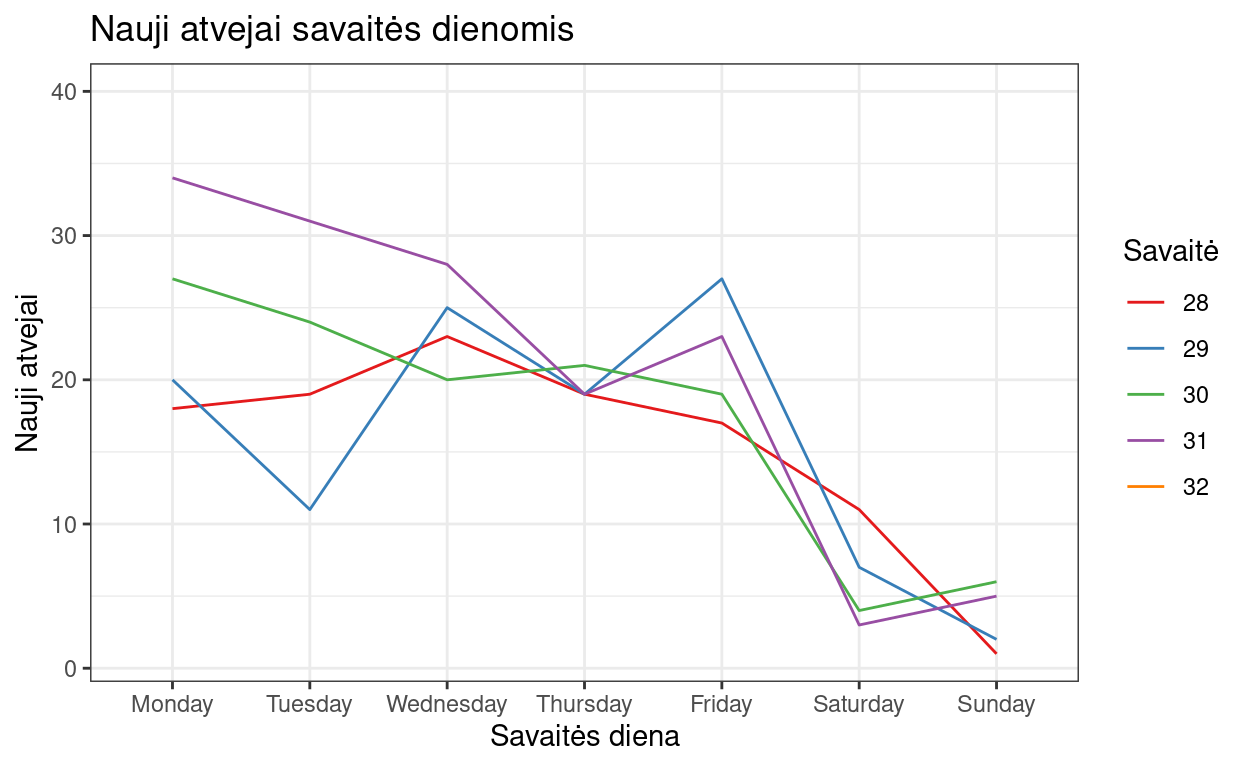 Nauji atvejai savaitės dienomis
40
30
20
10
0
Nauji atvejai
Monday Tuesday Wednesday Thursday Friday Saturday Sunday
Savaitės diena
Savaitė
28
29
30
31
32